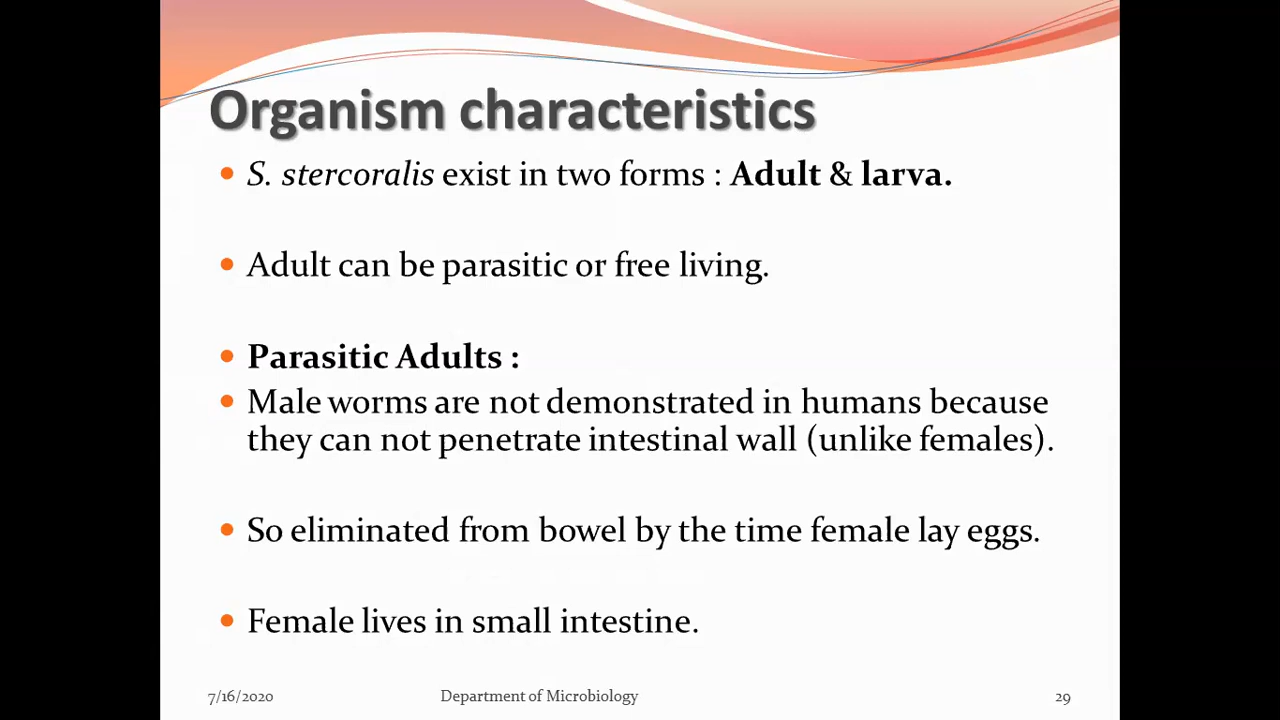 Organism characteristics
S. stercoralis exist in two forms : Adult & larva.
Adult can be parasitic or free living.
Parasitic Adults :
Male worms are not demonstrated in humans because
they can not penetrate intestinal wall (unlike females).
So eliminated from bowel by the time female lay eggs.
Female lives in small intestine.
7/16/2020 Department of Microbiology 29